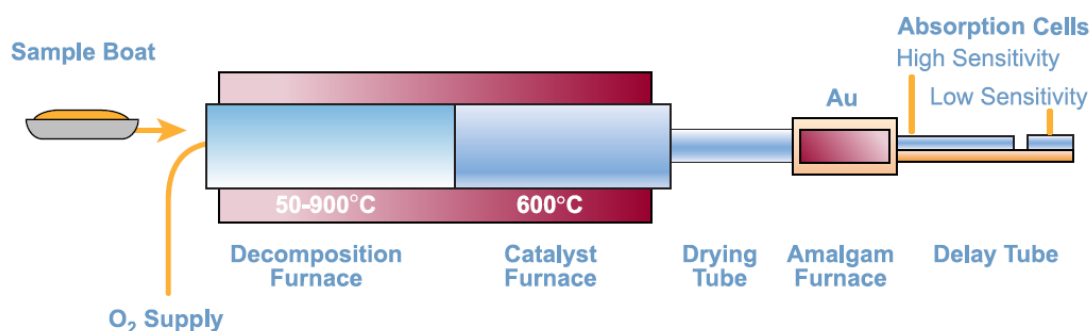 Absorption Cells
High Sensitivity
Sample Boat
Au
Low Sensitivity
50-900°C
600°C
Decomposition
Furnace
Catalyst
Furnace
Drying
Tube
Amalgam
Furnace
Delay Tube
O₂ Supply